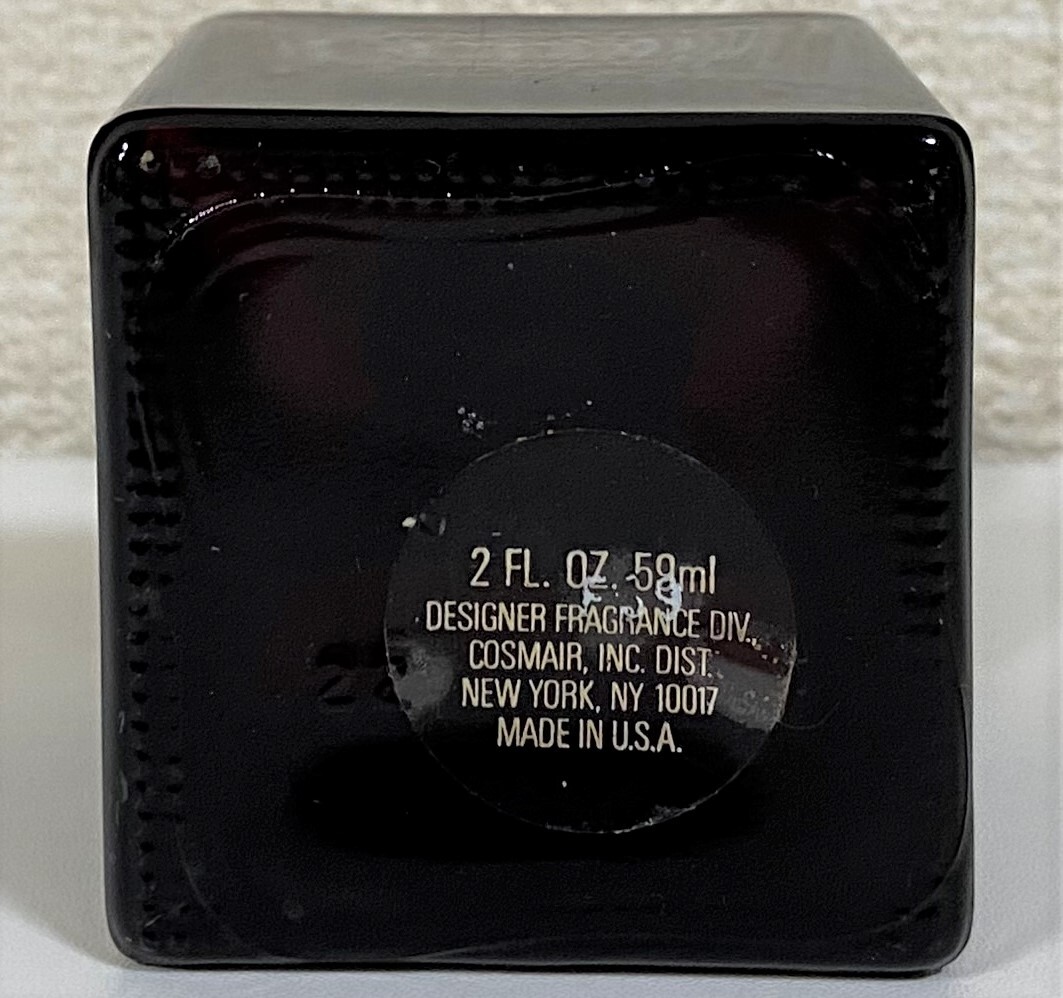 2 FL. OZ. 59ml
DESIGNER FRAGRANCE DIV.,
COSMAIR, INC. DIST.
NEW YORK, NY 10017
MADE IN U.S.A.